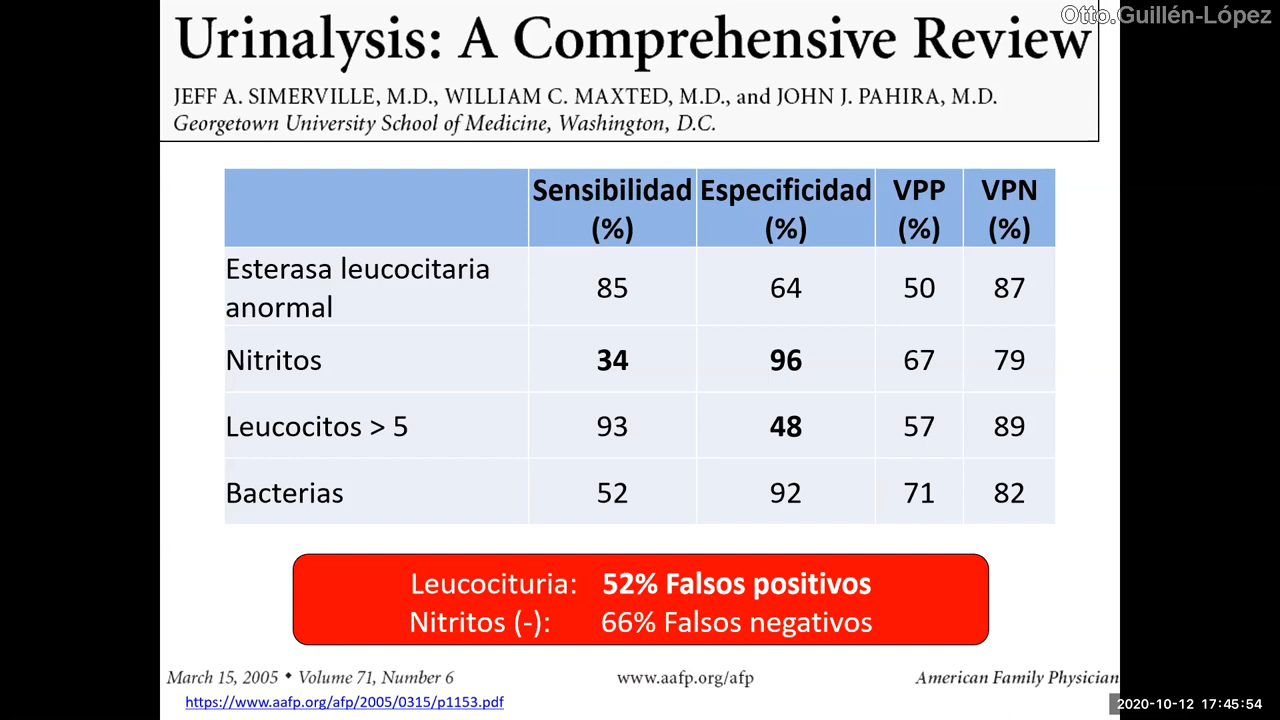 Otto.Guillén-López
Urinalysis: A Comprehensive Review
JEFF A. SIMERVILLE, M.D., WILLIAM C. MAXTED, M.D., and JOHN J. PAHIRA, M.D.
Georgetown University School of Medicine, Washington, D.C.
Sensibilidad (%) Especificidad (%) VPP (%) VPN (%)
Esterasa leucocitaria anormal 85 64 50 87
Nitritos 34 96 67 79
Leucocitos > 5 93 48 57 89
Bacterias 52 92 71 82
Leucocituria: 52% Falsos positivos
Nitritos (-): 66% Falsos negativos
March 15, 2005 ◆ Volume 71, Number 6 www.aafp.org/afp American Family Physician
https://www.aafp.org/afp/2005/0315/p1153.pdf
2020-10-12 17:45:54